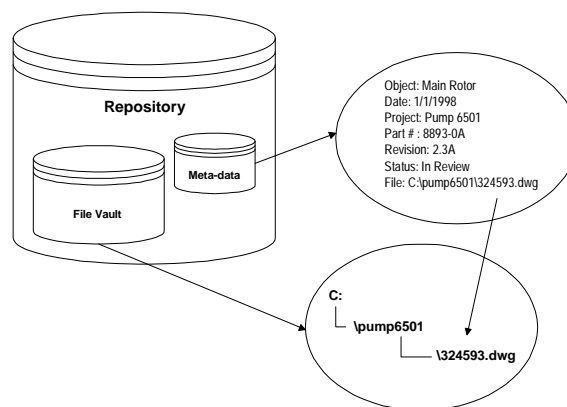 Repository
Meta-data
File Vault
Object: Main Rotor
Date: 1/1/1998
Project: Pump 6501
Part # : 8893-0A
Revision: 2.3A
Status: In Review
File: C:\pump6501\324593.dwg
C:
\pump6501
\324593.dwg